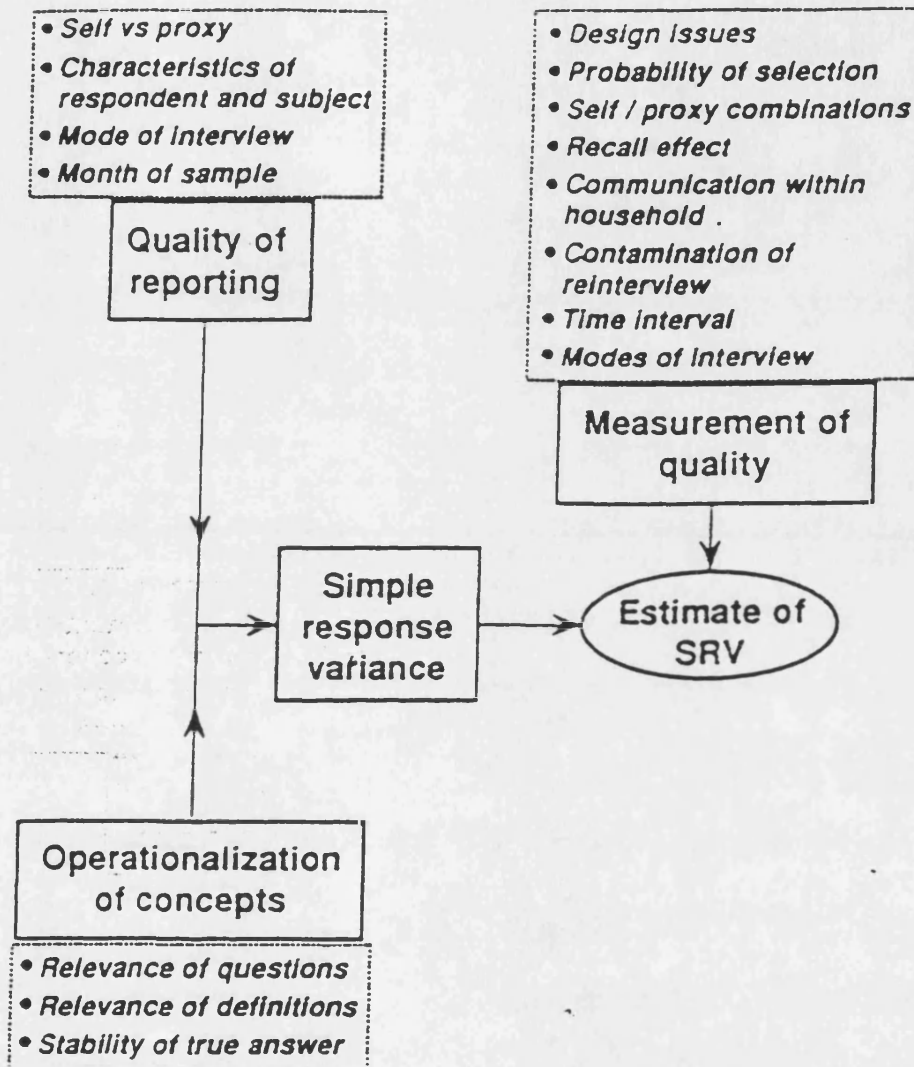 • Self vs proxy
• Characteristics of
respondent and subject
• Mode of interview
• Month of sample
Quality of
reporting
• Design issues
• Probability of selection
• Self / proxy combinations
• Recall effect
• Communication within
household .
• Contamination of
reinterview
• Time interval
• Modes of interview
Measurement of
quality
Simple
response
variance
Estimate of
SRV
Operationalization
of concepts
• Relevance of questions
• Relevance of definitions
• Stability of true answer